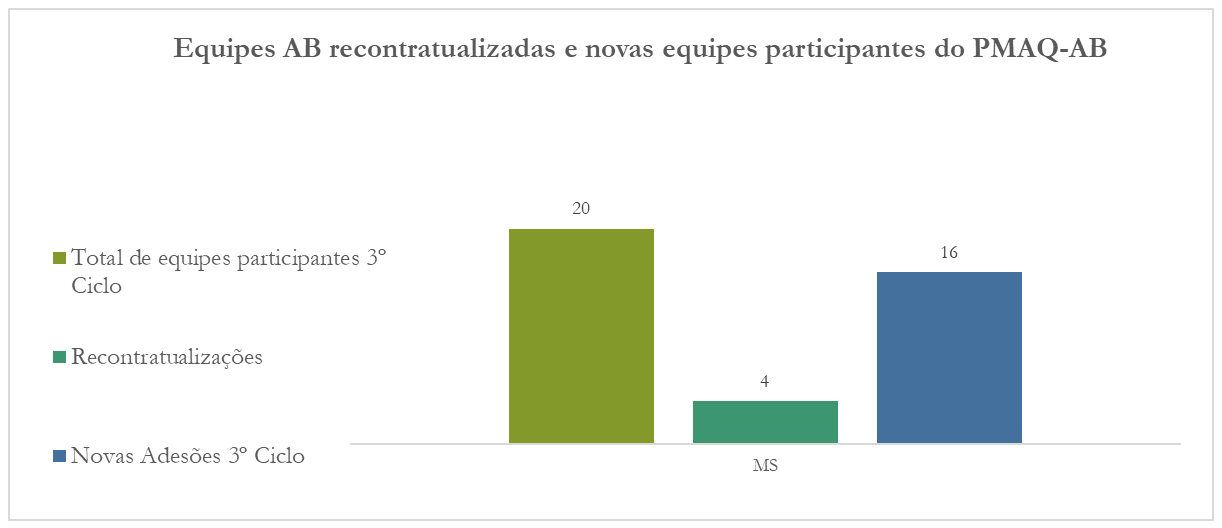 Equipes AB recontratualizadas e novas equipes participantes do PMAQ-AB
Total de equipes participantes 3º
Ciclo
Recontratualizações
Novas Adesões 3º Ciclo
20
4
16
MS